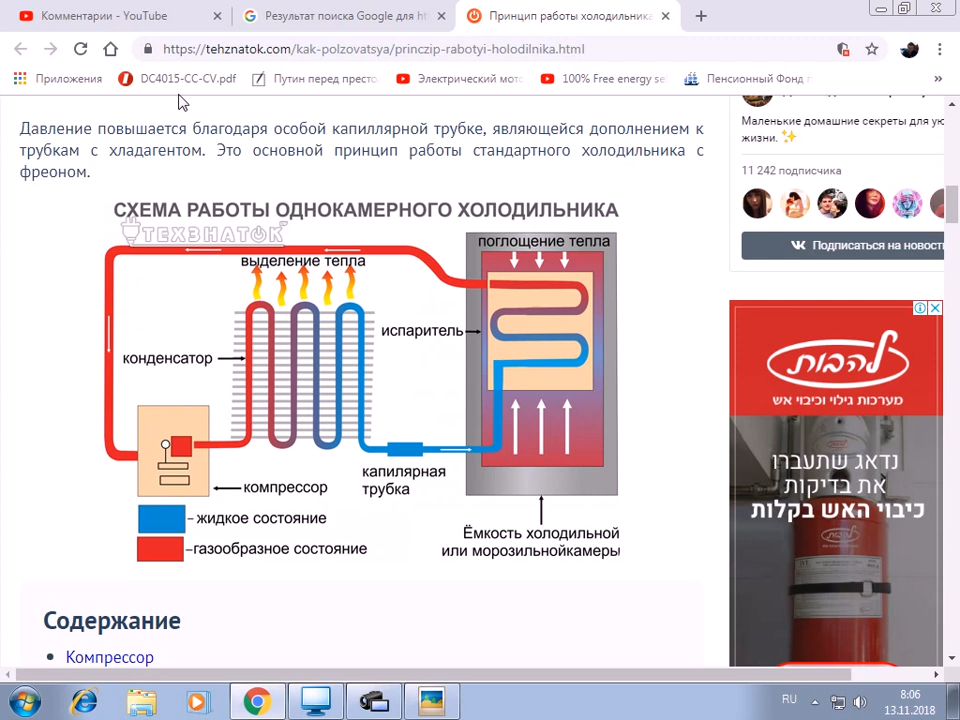 Комментарии - YouTube
Результат поиска Google для ht
Принцип работы холодильника
https://tehznatok.com/kak-polzovatsya/princzip-rabotyi-holodilnika.html
Приложения
DC4015-CC-CV.pdf
Путин перед престо
Электрический мото
100% Free energy se
Пенсионный Фонд
Давление повышается благодаря особой капиллярной трубке, являющейся дополнением к
трубкам с хладагентом. Это основной принцип работы стандартного холодильника с
фреоном.
СХЕМА РАБОТЫ ОДНОКАМЕРНОГО ХОЛОДИЛЬНИКА
ТЕХЗНАТОК
поглощение тепла
выделение тепла
испаритель
конденсатор
капилярная
трубка
компрессор
- жидкое состояние
Ёмкость холодильной
или морозильнойкамеры
-газообразное состояние
Содержание
Компрессор
Маленькие домашние секреты для ую
жизни. ✨
11 242 подписчика
Подписаться на новости
להבות
מערכות גילוי וכיבוי אש
נדאג שתעברו
את בדיקות
כיבוי האש בקלות
RU
8:06
13.11.2018